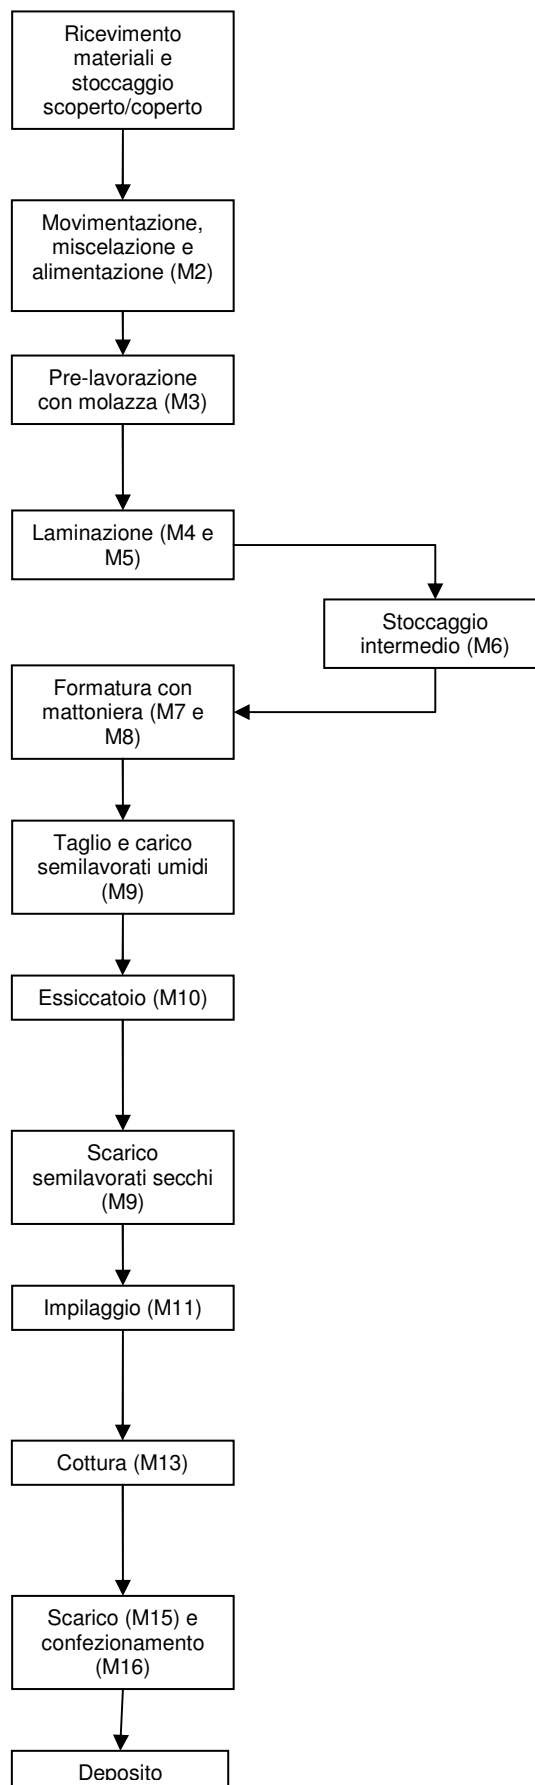 Ricevimento
materiali e
stoccaggio
scoperto/coperto
Movimentazione,
miscelazione e
alimentazione (M2)
Pre-lavorazione
con molazza (M3)
Laminazione (M4 e
M5)
Stoccaggio
intermedio (M6)
Formatura con
mattoniera (M7 e
M8)
Taglio e carico
semilavorati umidi
(M9)
Essiccatoio (M10)
Scarico
semilavorati secchi
(M9)
Impilaggio (M11)
Cottura (M13)
Scarico (M15) e
confezionamento
(M16)
Deposito